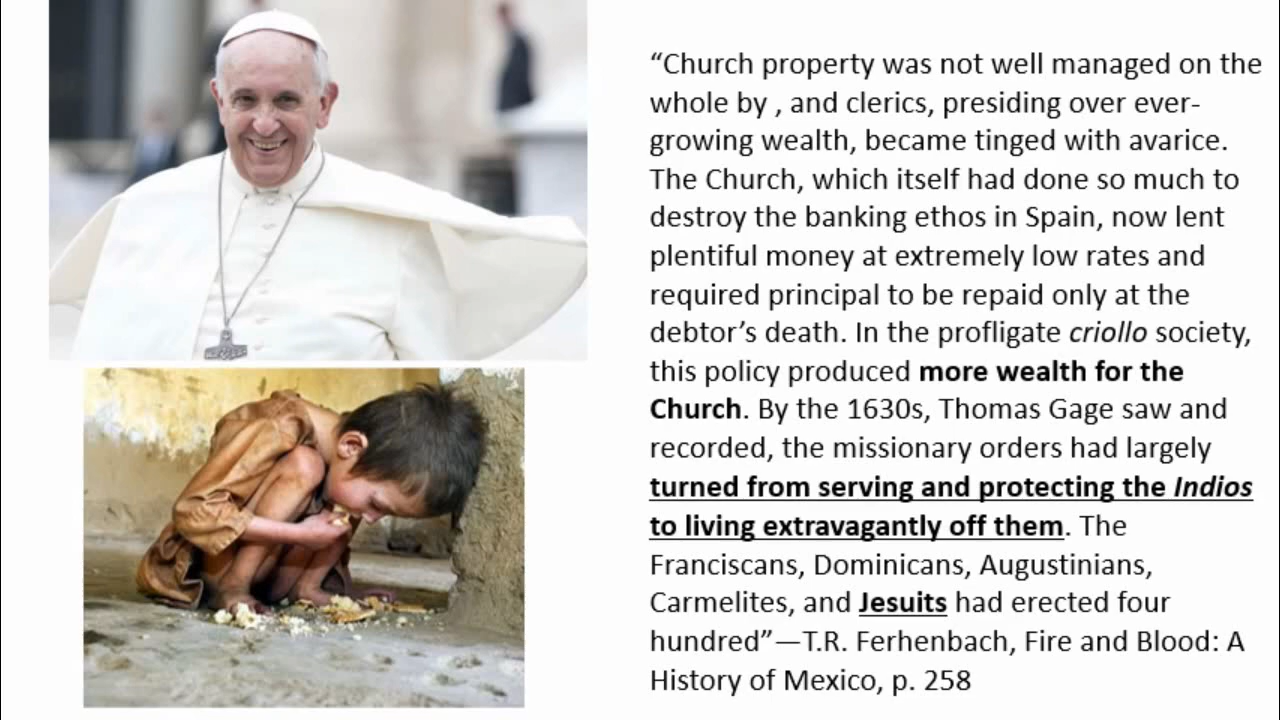 “Church property was not well managed on the
whole by , and clerics, presiding over ever-
growing wealth, became tinged with avarice.
The Church, which itself had done so much to
destroy the banking ethos in Spain, now lent
plentiful money at extremely low rates and
required principal to be repaid only at the
debtor’s death. In the profligate criollo society,
this policy produced more wealth for the
Church. By the 1630s, Thomas Gage saw and
recorded, the missionary orders had largely
turned from serving and protecting the Indios
to living extravagantly off them. The
Franciscans, Dominicans, Augustinians,
Carmelites, and Jesuits had erected four
hundred”—T.R. Ferhenbach, Fire and Blood: A
History of Mexico, p. 258